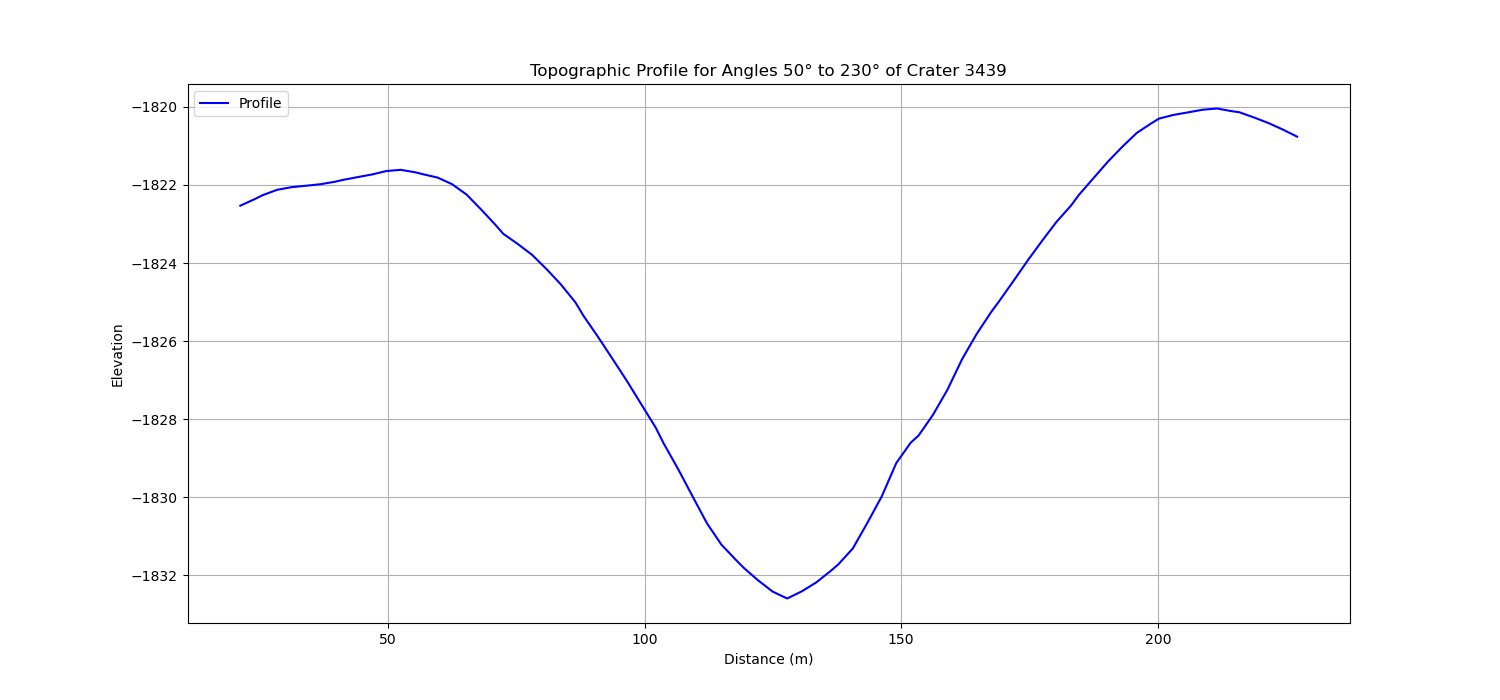 Topographic Profile for Angles 50° to 230° of Crater 3439
Profile
−1820
−1822
−1824
−1826
−1828
−1830
−1832
Elevation
50
100
150
200
Distance (m)